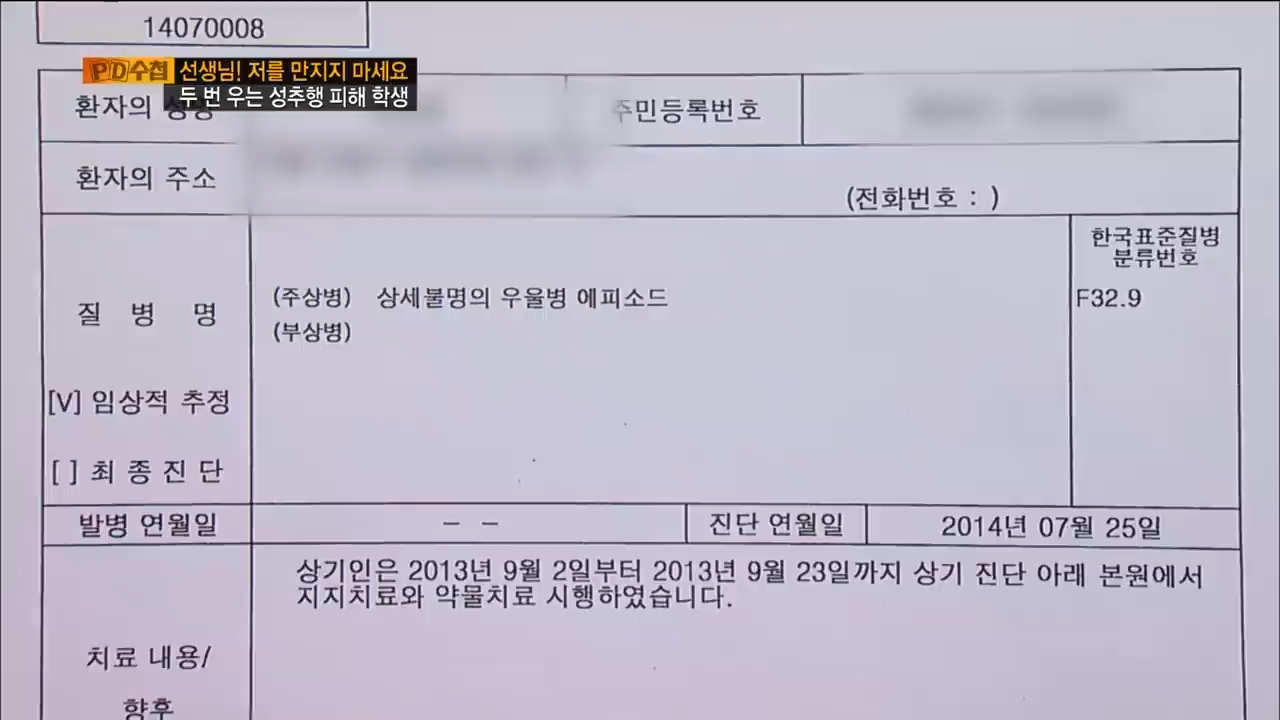 14070008
PD수첩 선생님! 저를 만지지 마세요
두 번 우는 성추행 피해 학생
환자의 성명
주민등록번호
환자의 주소
(전화번호 : )
한국표준질병
분류번호
질 병 명
(주상병) 상세불명의 우울병 에피소드
F32.9
(부상병)
[V] 임상적 추정
[ ] 최 종 진 단
발병 연월일
– –
진단 연월일
2014년 07월 25일
상기인은 2013년 9월 2일부터 2013년 9월 23일까지 상기 진단 아래 본원에서
지지치료와 약물치료 시행하였습니다.
치료 내용/
향후